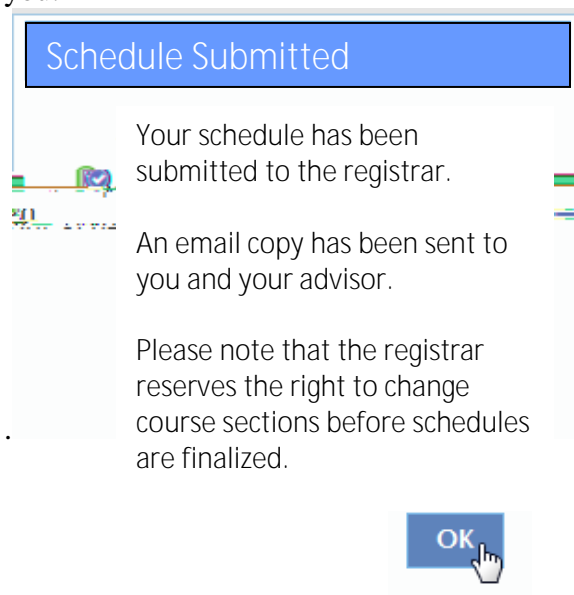 Schedule Submitted
Your schedule has been
submitted to the registrar.
An email copy has been sent to
you and your advisor.
Please note that the registrar
reserves the right to change
course sections before schedules
.
are finalized.
OK